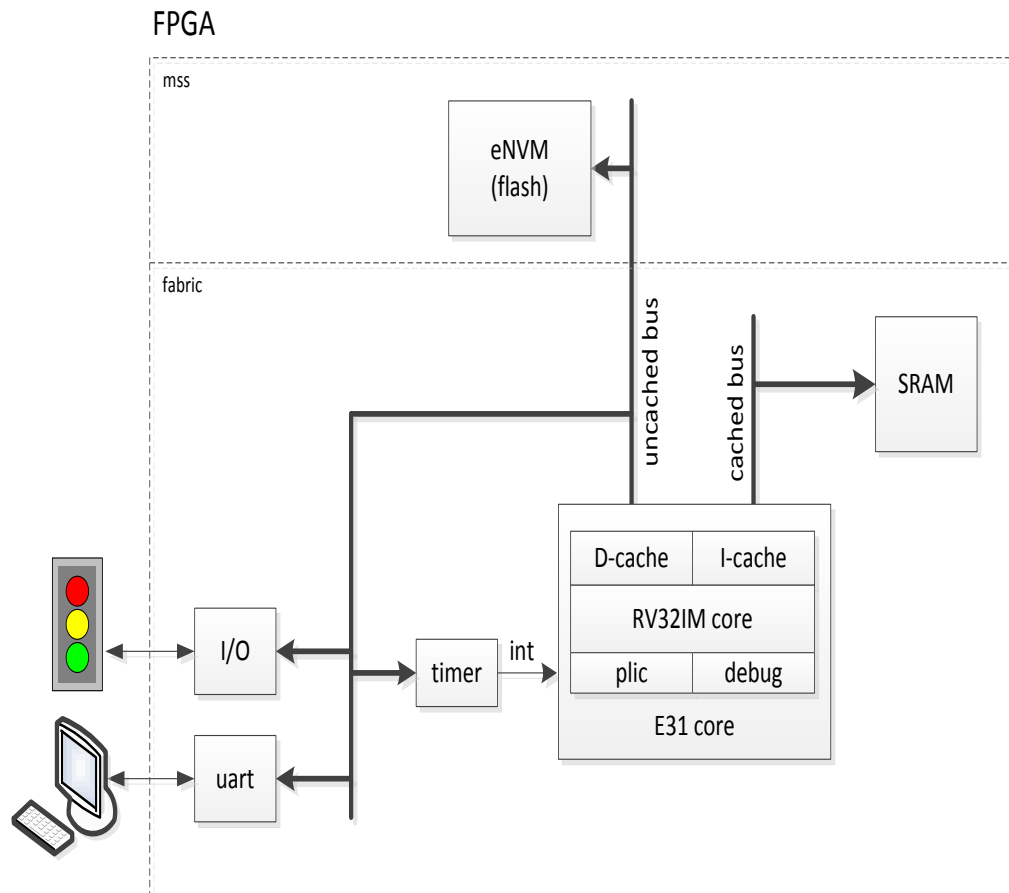 FPGA
mss
eNVM
(flash)
fabric
uncached bus
cached bus
SRAM
D-cache
I-cache
RV32IM core
plic
debug
E31 core
I/O
timer
int
uart